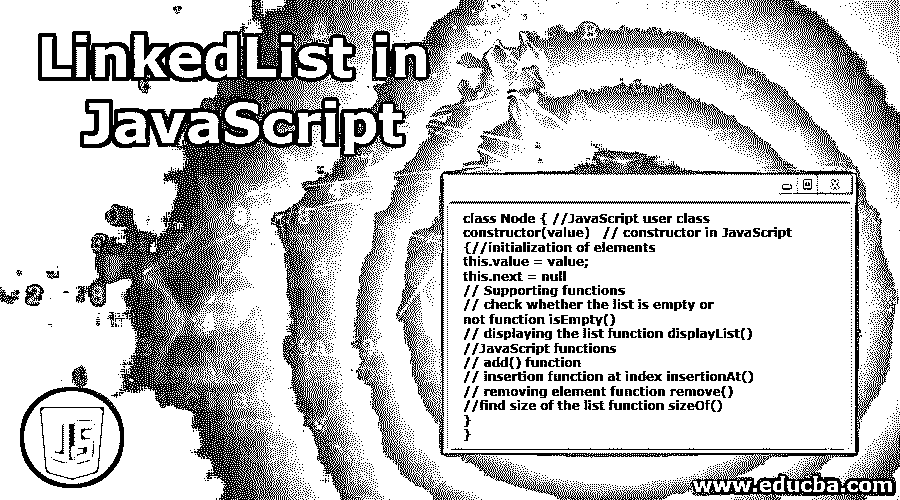 LinkedList in
JavaScript
class Node { //JavaScript user class
constructor(value) // constructor in JavaScript
{//initialization of elements
this.value = value;
this.next = null
// Supporting functions
// check whether the list is empty or
not function isEmpty()
// displaying the list function displayList()
//JavaScript functions
// add() function
// insertion function at index insertionAt()
// removing element function remove()
//find size of the list function sizeOf()
}
}
JS
www.educba.com